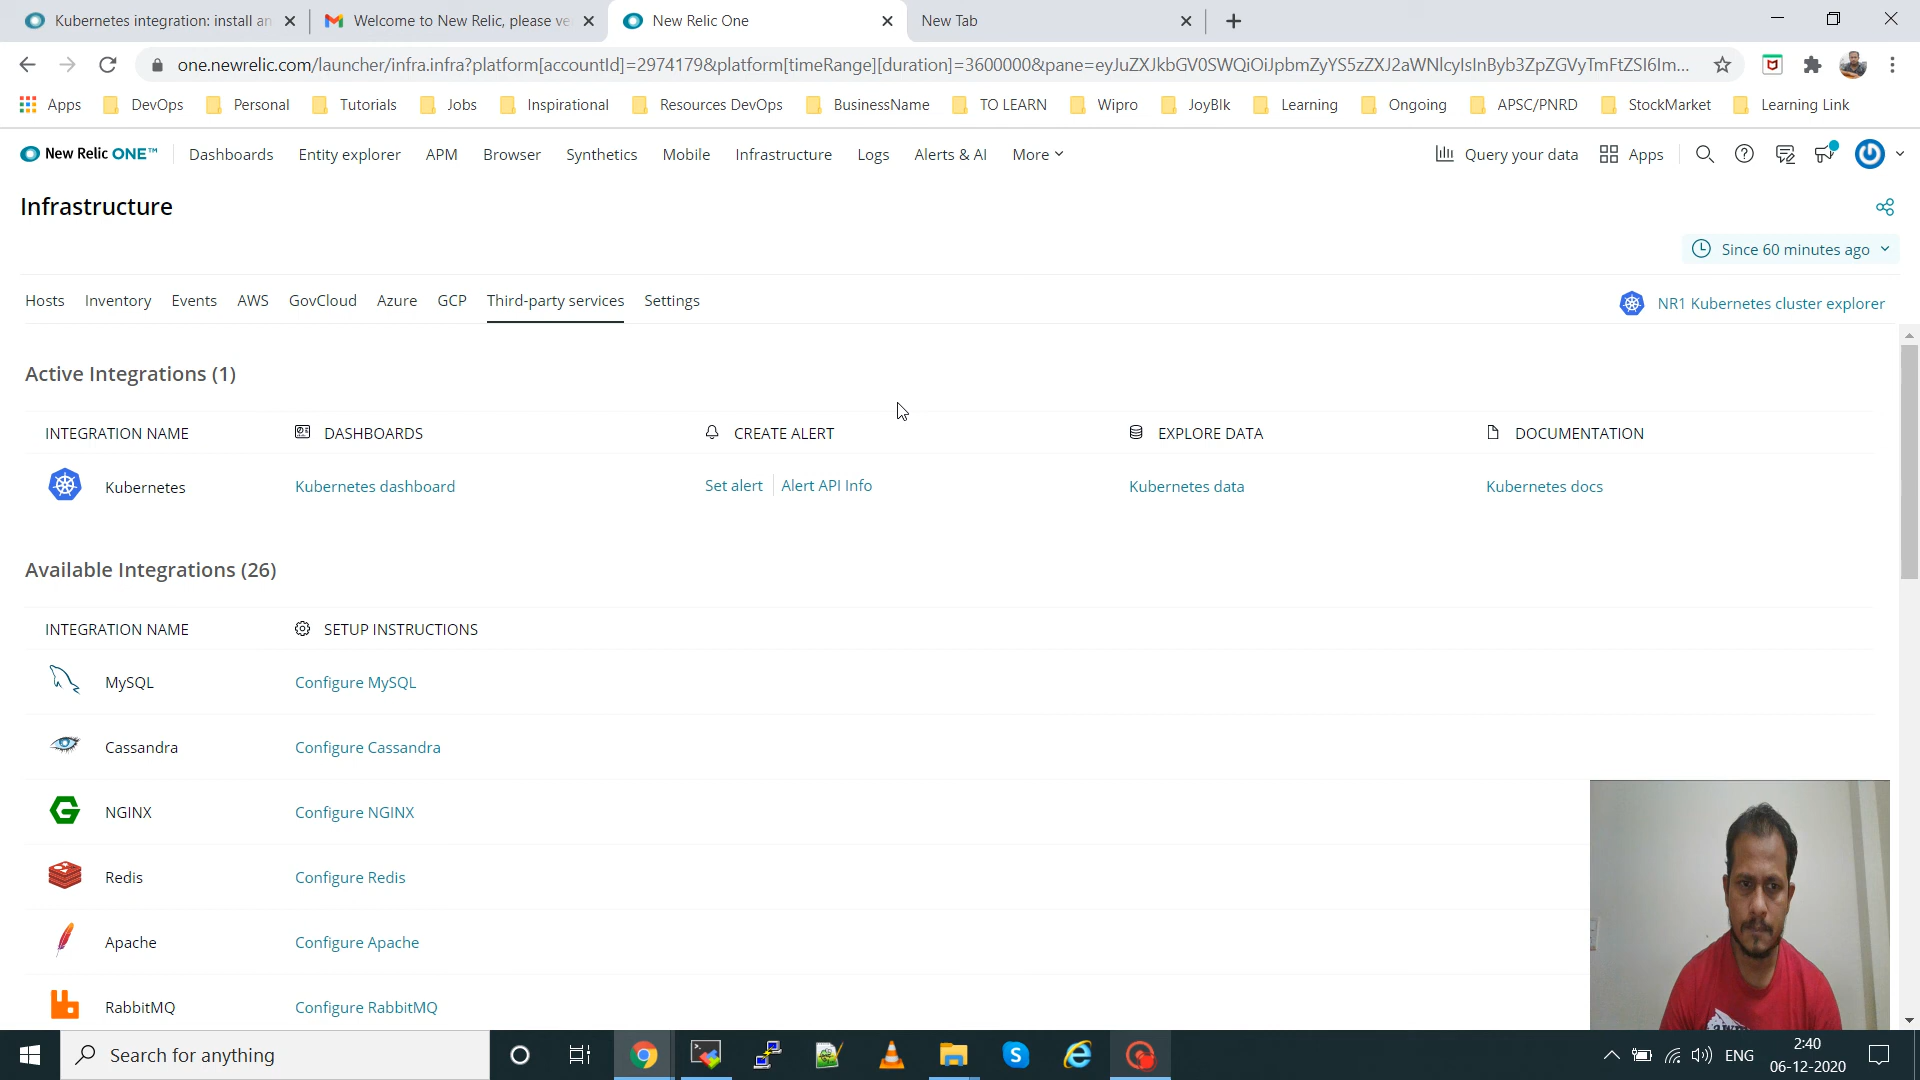 Kubernetes integration: install an
Welcome to New Relic, please ve
New Relic One
New Tab
one.newrelic.com/launcher/infra.infra?platform[accountId]=2974179&platform[timeRange][duration]=3600000&pane=eyJuZXJkbGV0SWQiOiJpbmZyYS5zZXJ2aWNlcyIsInByb3ZpZGVyTmFtZSI6Im...
Apps
DevOps
Personal
Tutorials
Jobs
Inspirational
Resources DevOps
BusinessName
TO LEARN
Wipro
JoyBlk
Learning
Ongoing
APSC/PNRD
StockMarket
Learning Link
New Relic ONE™
Dashboards
Entity explorer
APM
Browser
Synthetics
Mobile
Infrastructure
Logs
Alerts & AI
More
Query your data
Apps
Infrastructure
Since 60 minutes ago
Hosts
Inventory
Events
AWS
GovCloud
Azure
GCP
Third-party services
Settings
NR1 Kubernetes cluster explorer
Active Integrations (1)
INTEGRATION NAME
DASHBOARDS
CREATE ALERT
EXPLORE DATA
DOCUMENTATION
Kubernetes
Kubernetes dashboard
Set alert
Alert API Info
Kubernetes data
Kubernetes docs
Available Integrations (26)
INTEGRATION NAME
SETUP INSTRUCTIONS
MySQL
Configure MySQL
Cassandra
Configure Cassandra
NGINX
Configure NGINX
Redis
Configure Redis
Apache
Configure Apache
RabbitMQ
Configure RabbitMQ
Search for anything
ENG
2:40
06-12-2020